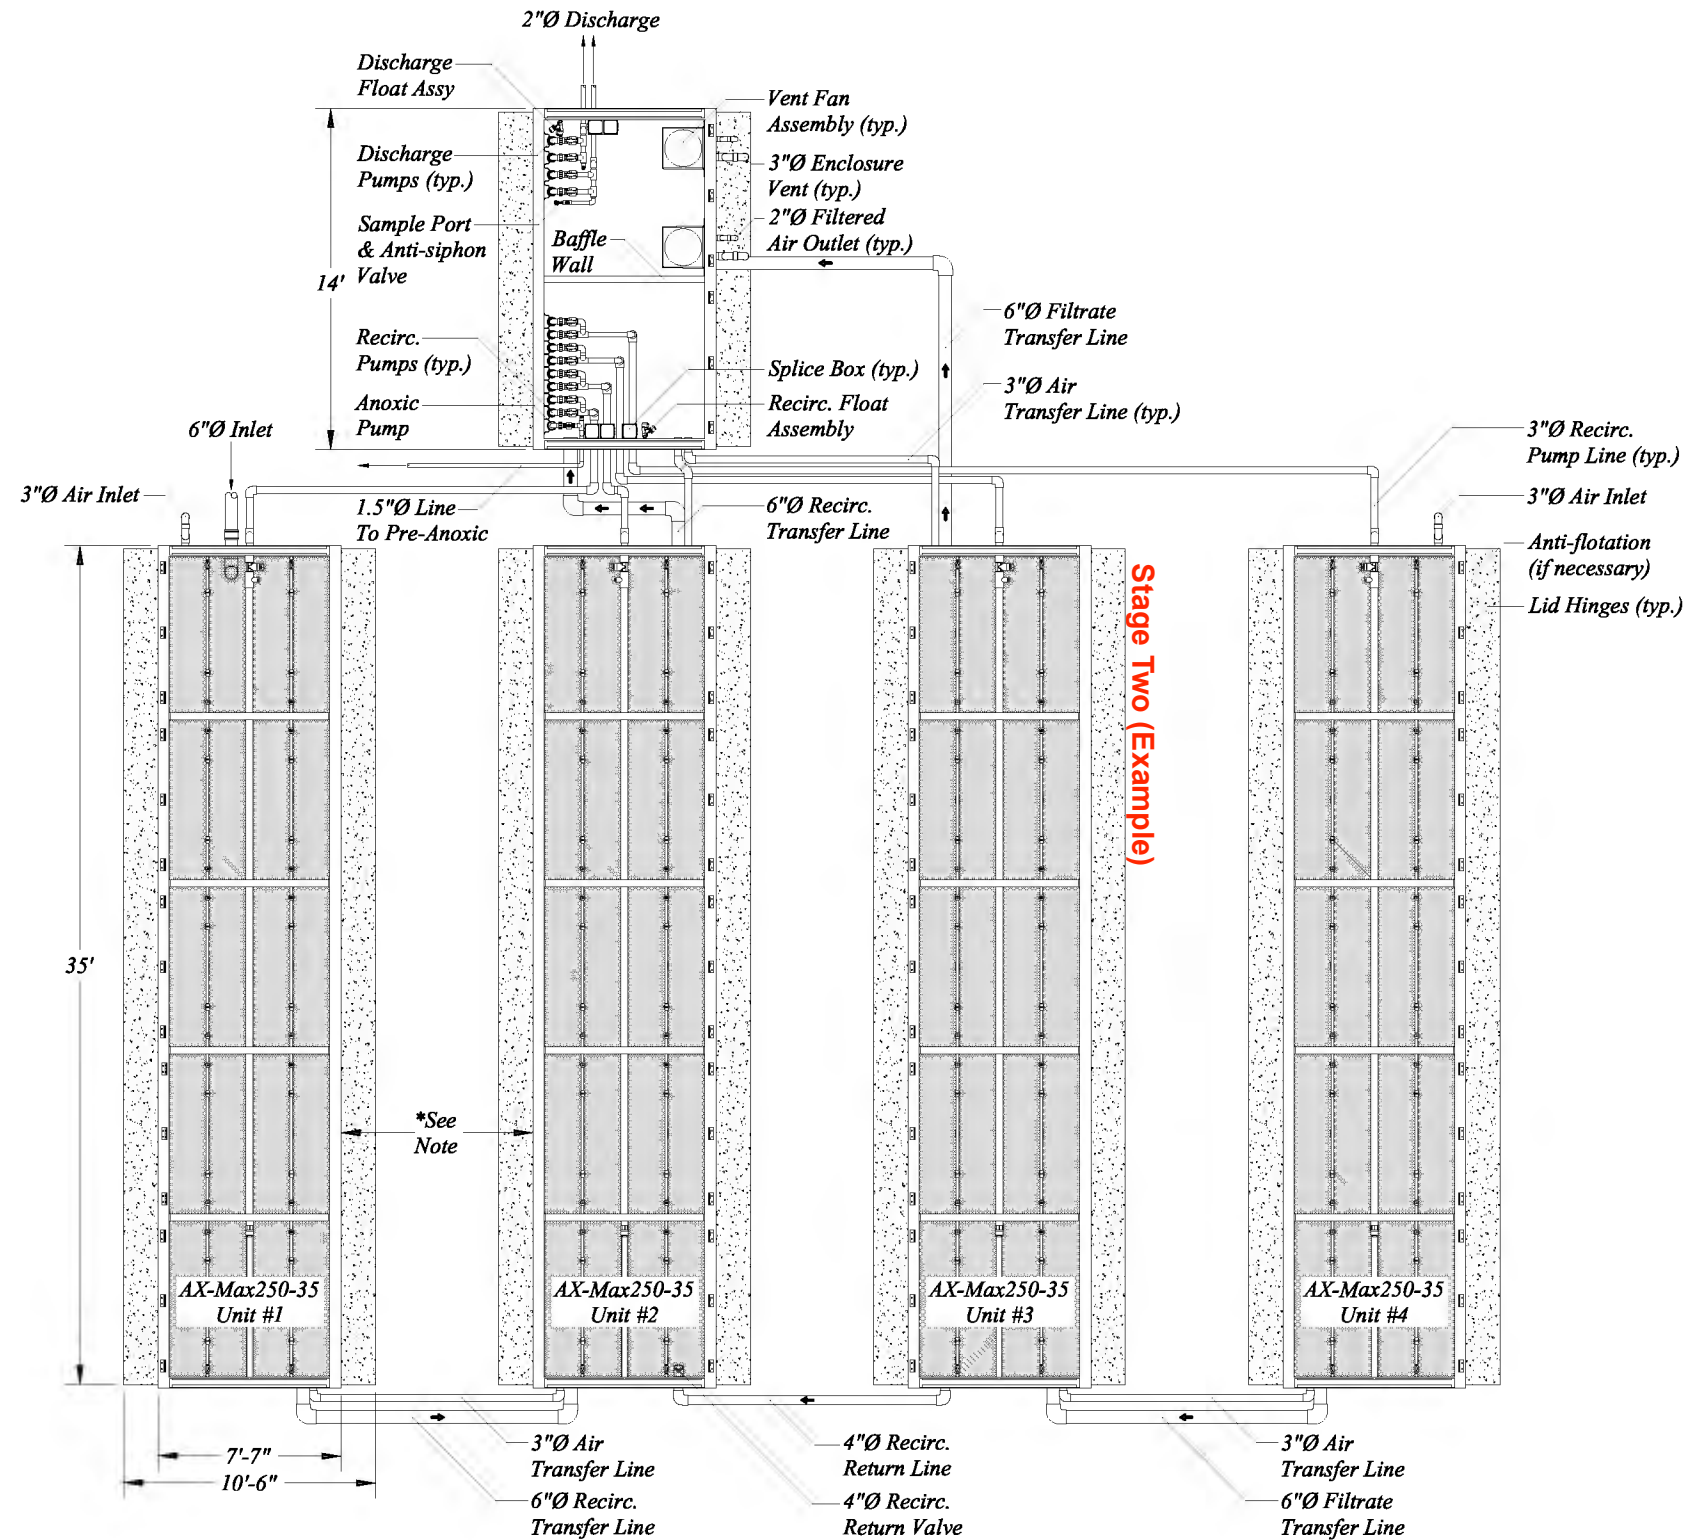 2"Ø Discharge
Discharge
Float Assy
Vent Fan
Assembly (typ.)
Discharge
Pumps (typ.)
3"Ø Enclosure
Vent (typ.)
Sample Port
& Anti-siphon
Valve
Baffle
Wall
2"Ø Filtered
Air Outlet (typ.)
14'
6"Ø Filtrate
Transfer Line
Recirc.
Pumps (typ.)
Splice Box (typ.)
3"Ø Air
Transfer Line (typ.)
Anoxic
Pump
Recirc. Float
Assembly
6"Ø Inlet
3"Ø Recirc.
Pump Line (typ.)
3"Ø Air Inlet
1.5"Ø Line
To Pre-Anoxic
6"Ø Recirc.
Transfer Line
3"Ø Air Inlet
Anti-flotation
(if necessary)
Lid Hinges (typ.)
Stage Two (Example)
35'
*See
Note
AX-Max250-35
Unit #1
AX-Max250-35
Unit #2
AX-Max250-35
Unit #3
AX-Max250-35
Unit #4
7'-7"
10'-6"
3"Ø Air
Transfer Line
6"Ø Recirc.
Transfer Line
4"Ø Recirc.
Return Line
4"Ø Recirc.
Return Valve
3"Ø Air
Transfer Line
6"Ø Filtrate
Transfer Line